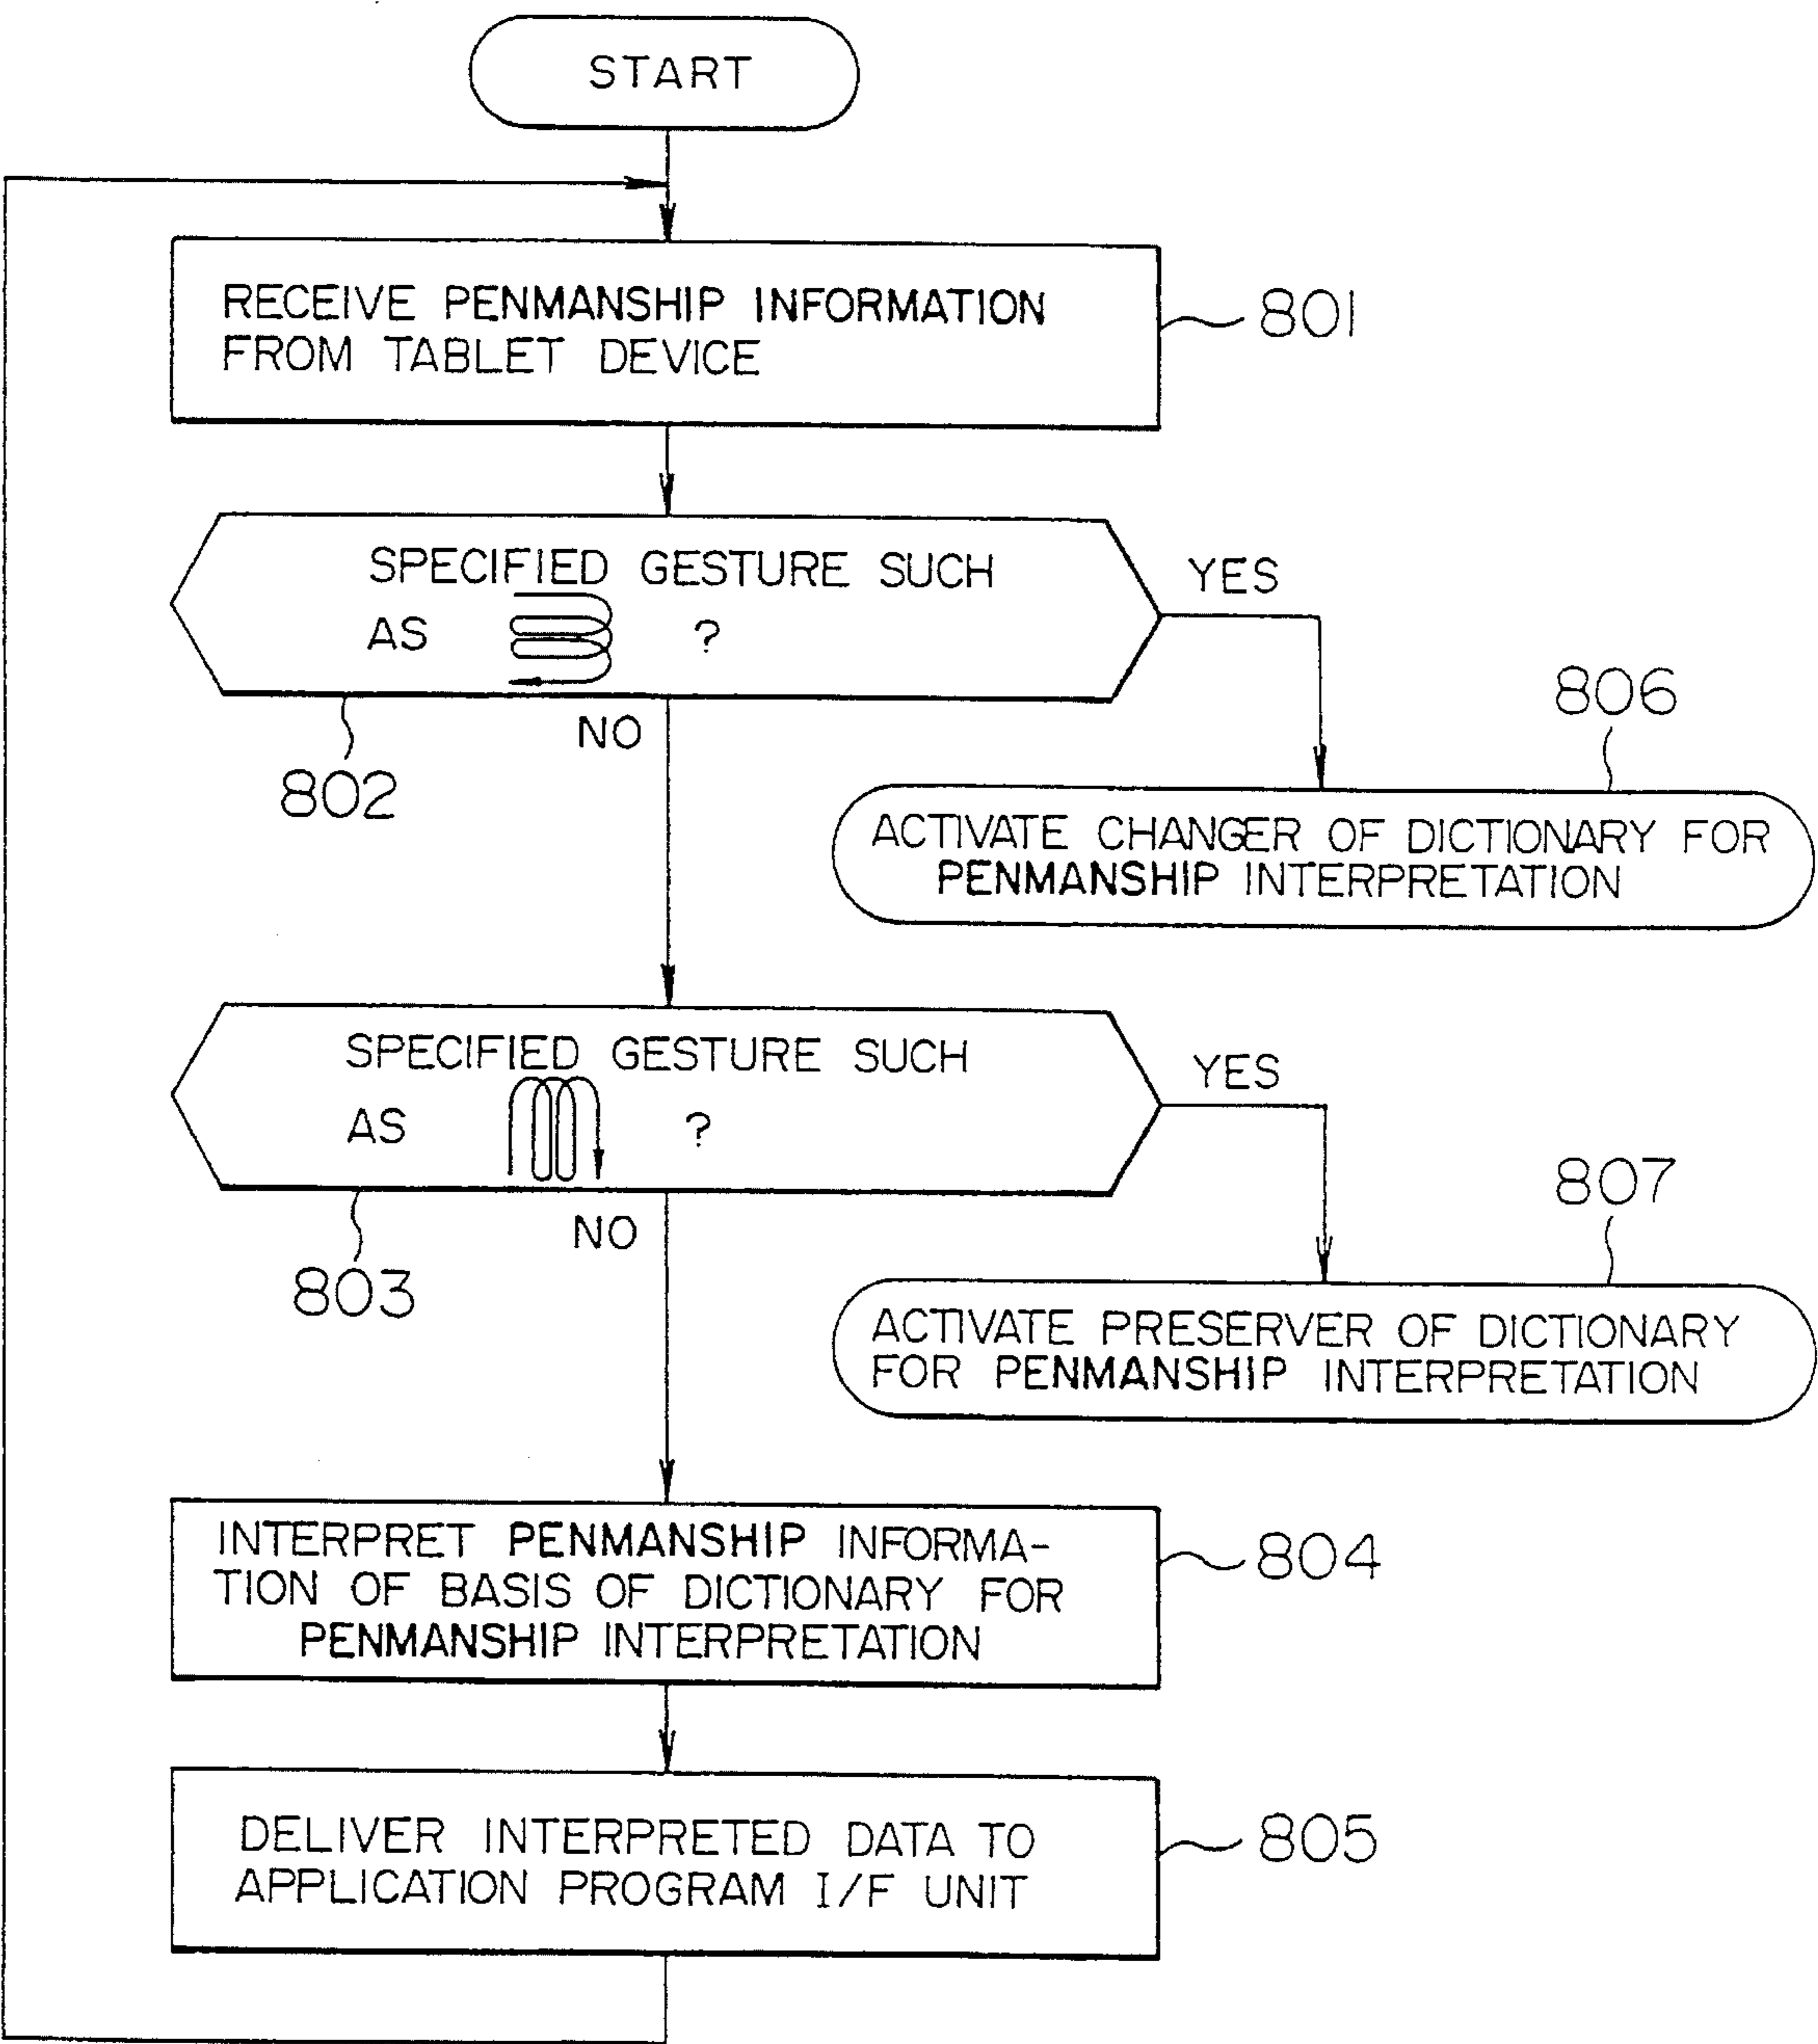 START
RECEIVE PENMANSHIP INFORMATION
FROM TABLET DEVICE
801
SPECIFIED GESTURE SUCH
AS ?
YES
NO
802
806
ACTIVATE CHANGER OF DICTIONARY FOR
PENMANSHIP INTERPRETATION
SPECIFIED GESTURE SUCH
AS ?
YES
NO
803
807
ACTIVATE PRESERVER OF DICTIONARY
FOR PENMANSHIP INTERPRETATION
INTERPRET PENMANSHIP INFORMA-
TION OF BASIS OF DICTIONARY FOR
PENMANSHIP INTERPRETATION
804
DELIVER INTERPRETED DATA TO
APPLICATION PROGRAM I/F UNIT
805